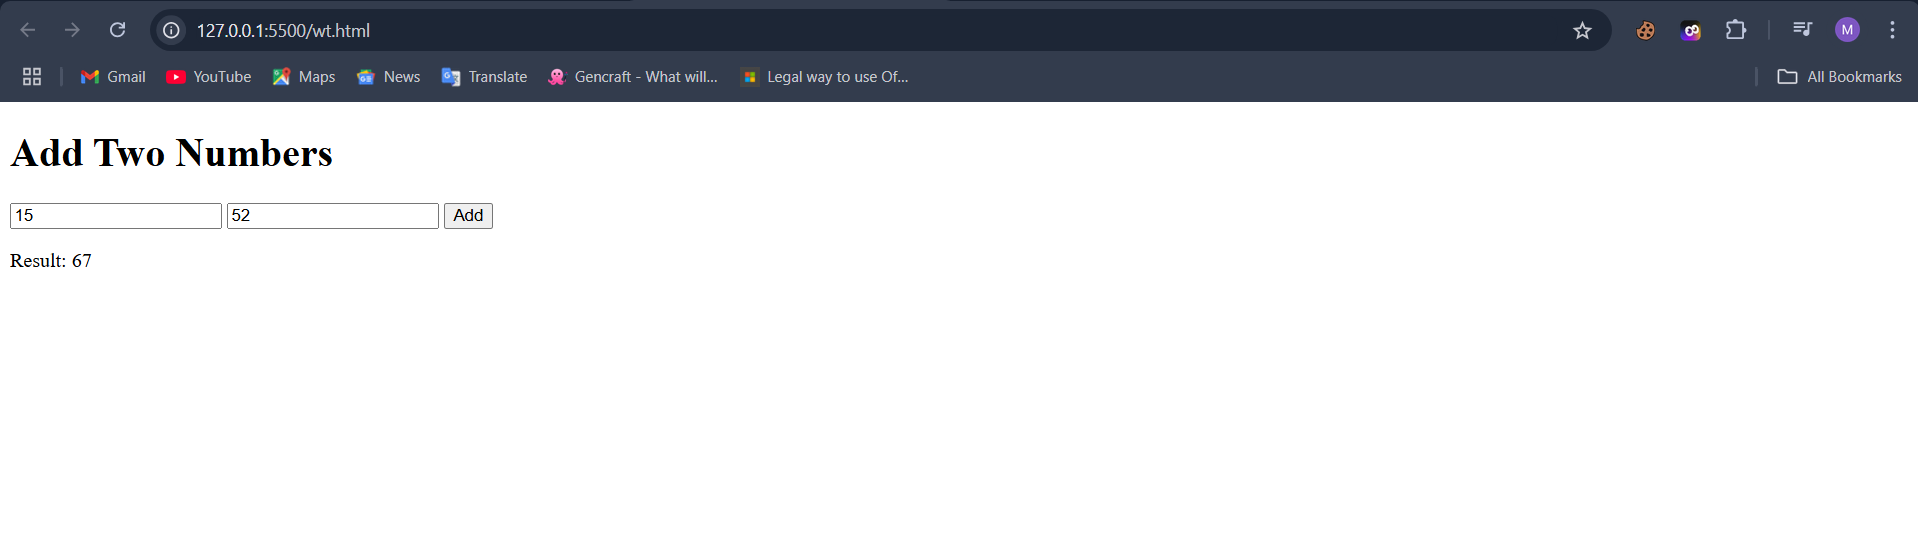 127.0.0.1:5500/wt.html
M
Gmail YouTube Maps News Translate Gencraft - What will... Legal way to use Of... All Bookmarks
Add Two Numbers
15 52 Add
Result: 67